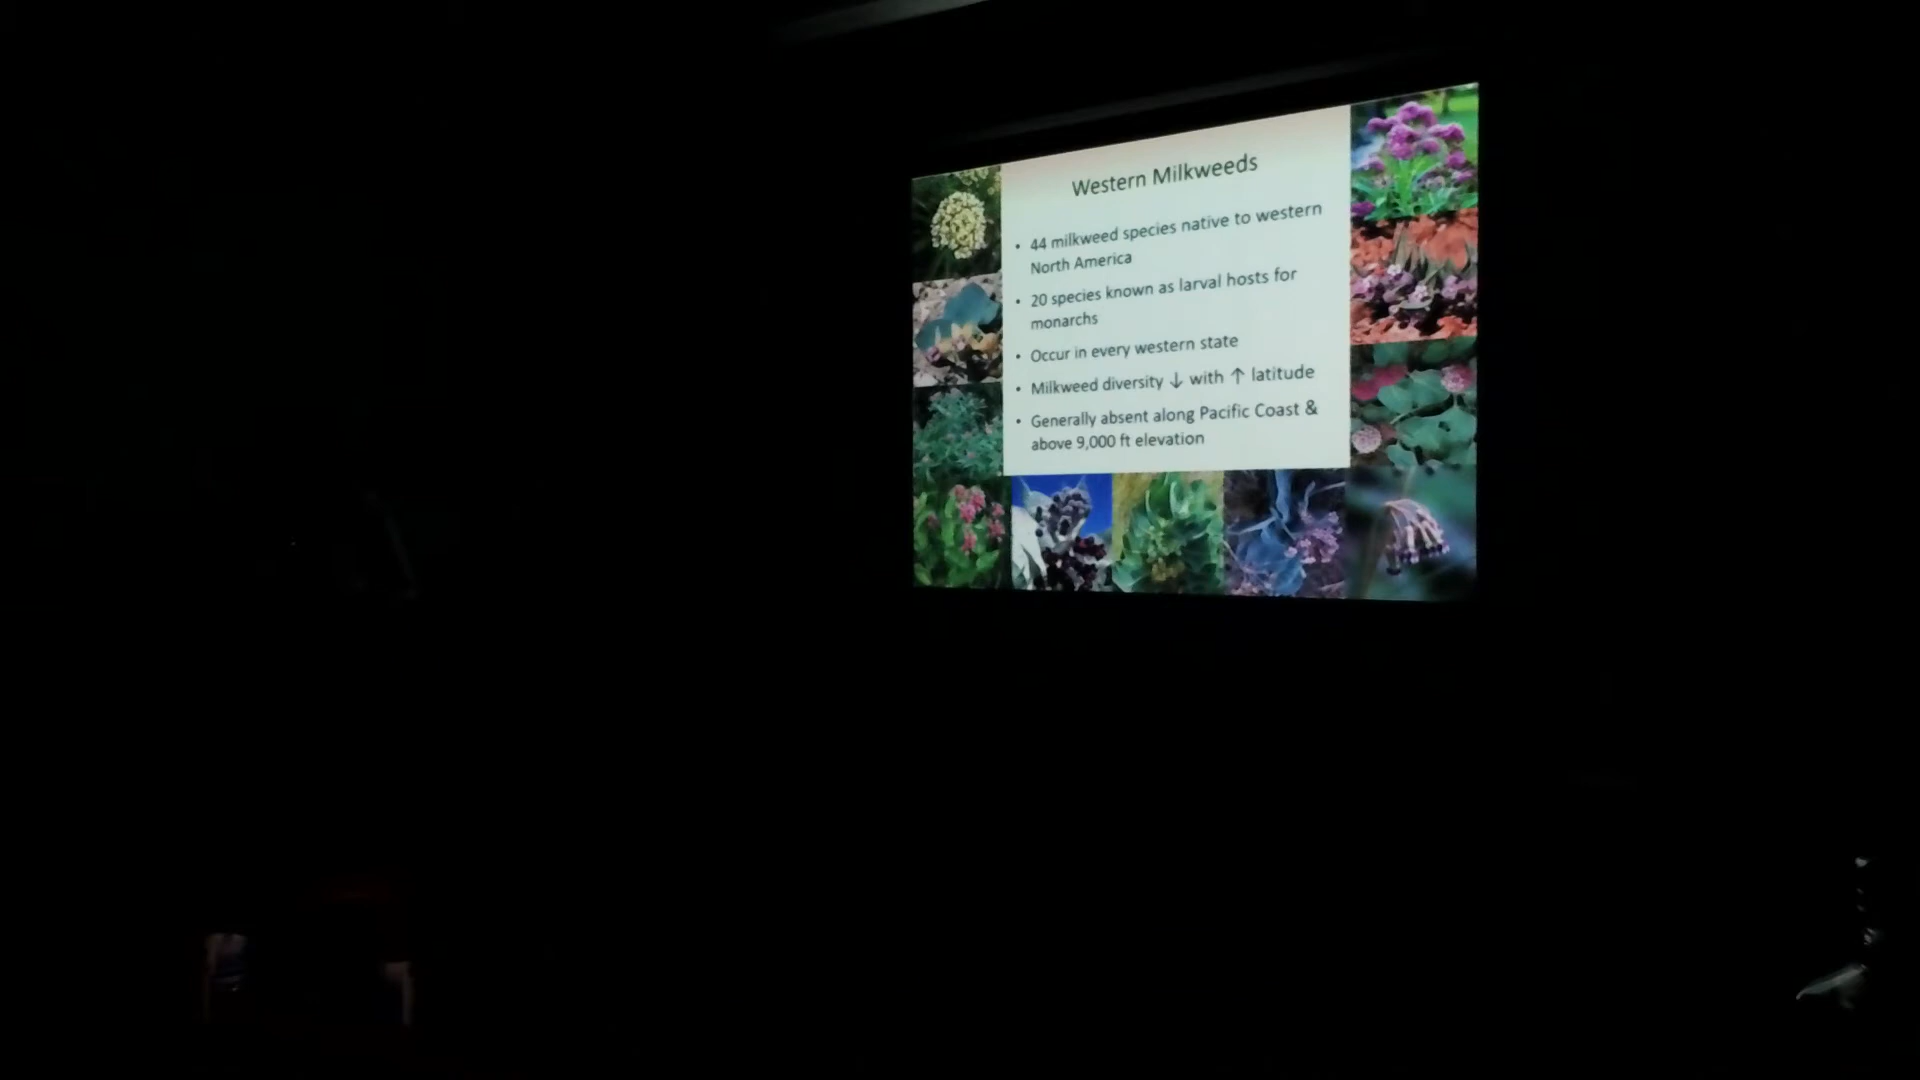 Western Milkweeds
• 44 milkweed species native to western
North America
• 20 species known as larval hosts for
monarchs
• Occur in every western state
• Milkweed diversity ↓ with ↑ latitude
• Generally absent along Pacific Coast &
above 9,000 ft elevation